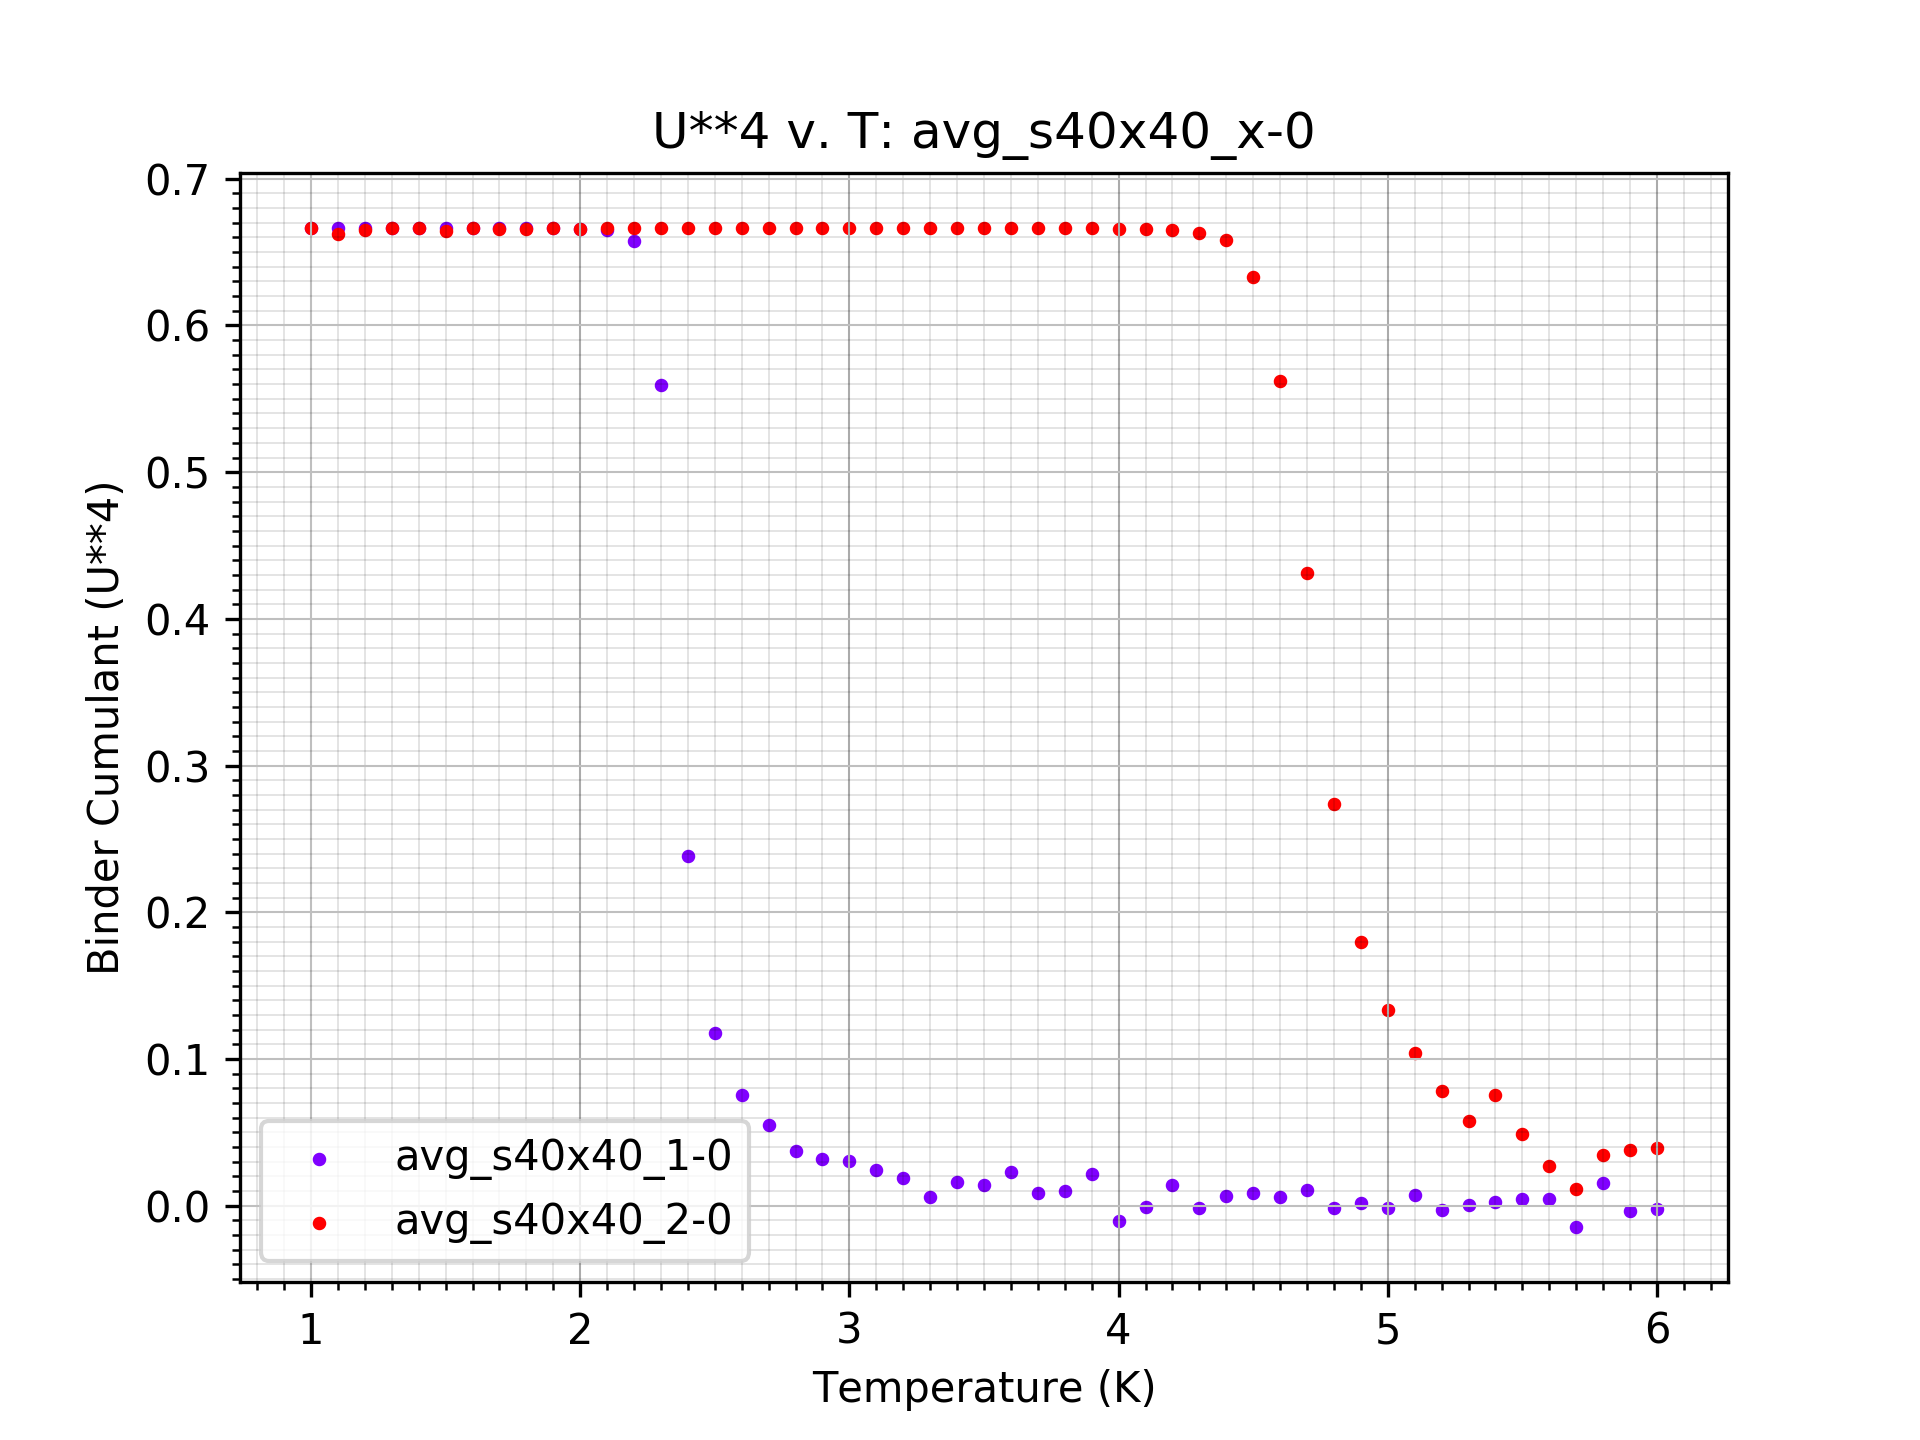 U**4 v. T: avg_s40x40_x-0
Binder Cumulant (U**4)
0.7
0.6
0.5
0.4
0.3
0.2
0.1
0.0
avg_s40x40_1-0
avg_s40x40_2-0
1 2 3 4 5 6
Temperature (K)